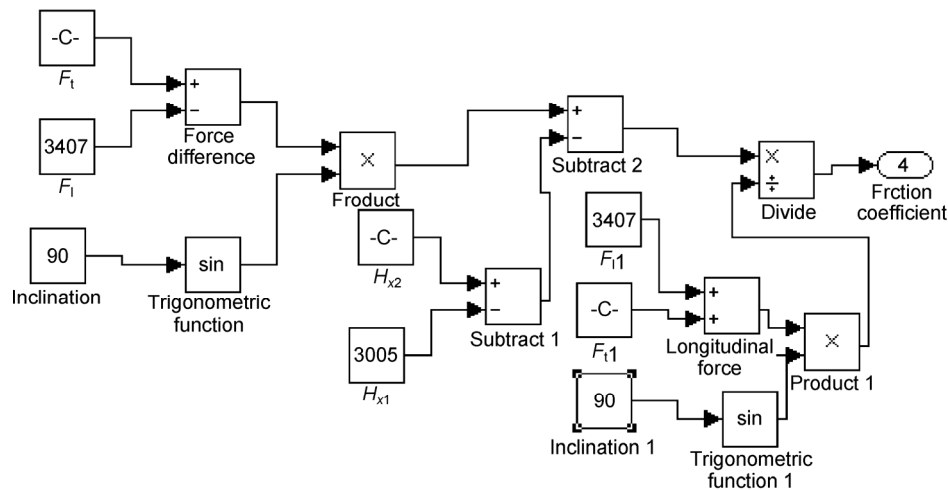 -C-
Ft
3407
Fl
90
Inclination
+
−
Force
difference
sin
Trigonometric
function
×
Froduct
-C-
Hx2
3005
Hx1
+
−
Subtract 1
+
−
Subtract 2
3407
Fl1
-C-
Ft1
90
Inclination 1
+
+
Longitudinal
force
sin
Trigonometric
function 1
×
Product 1
×
÷
Divide
4
Frction
coefficient